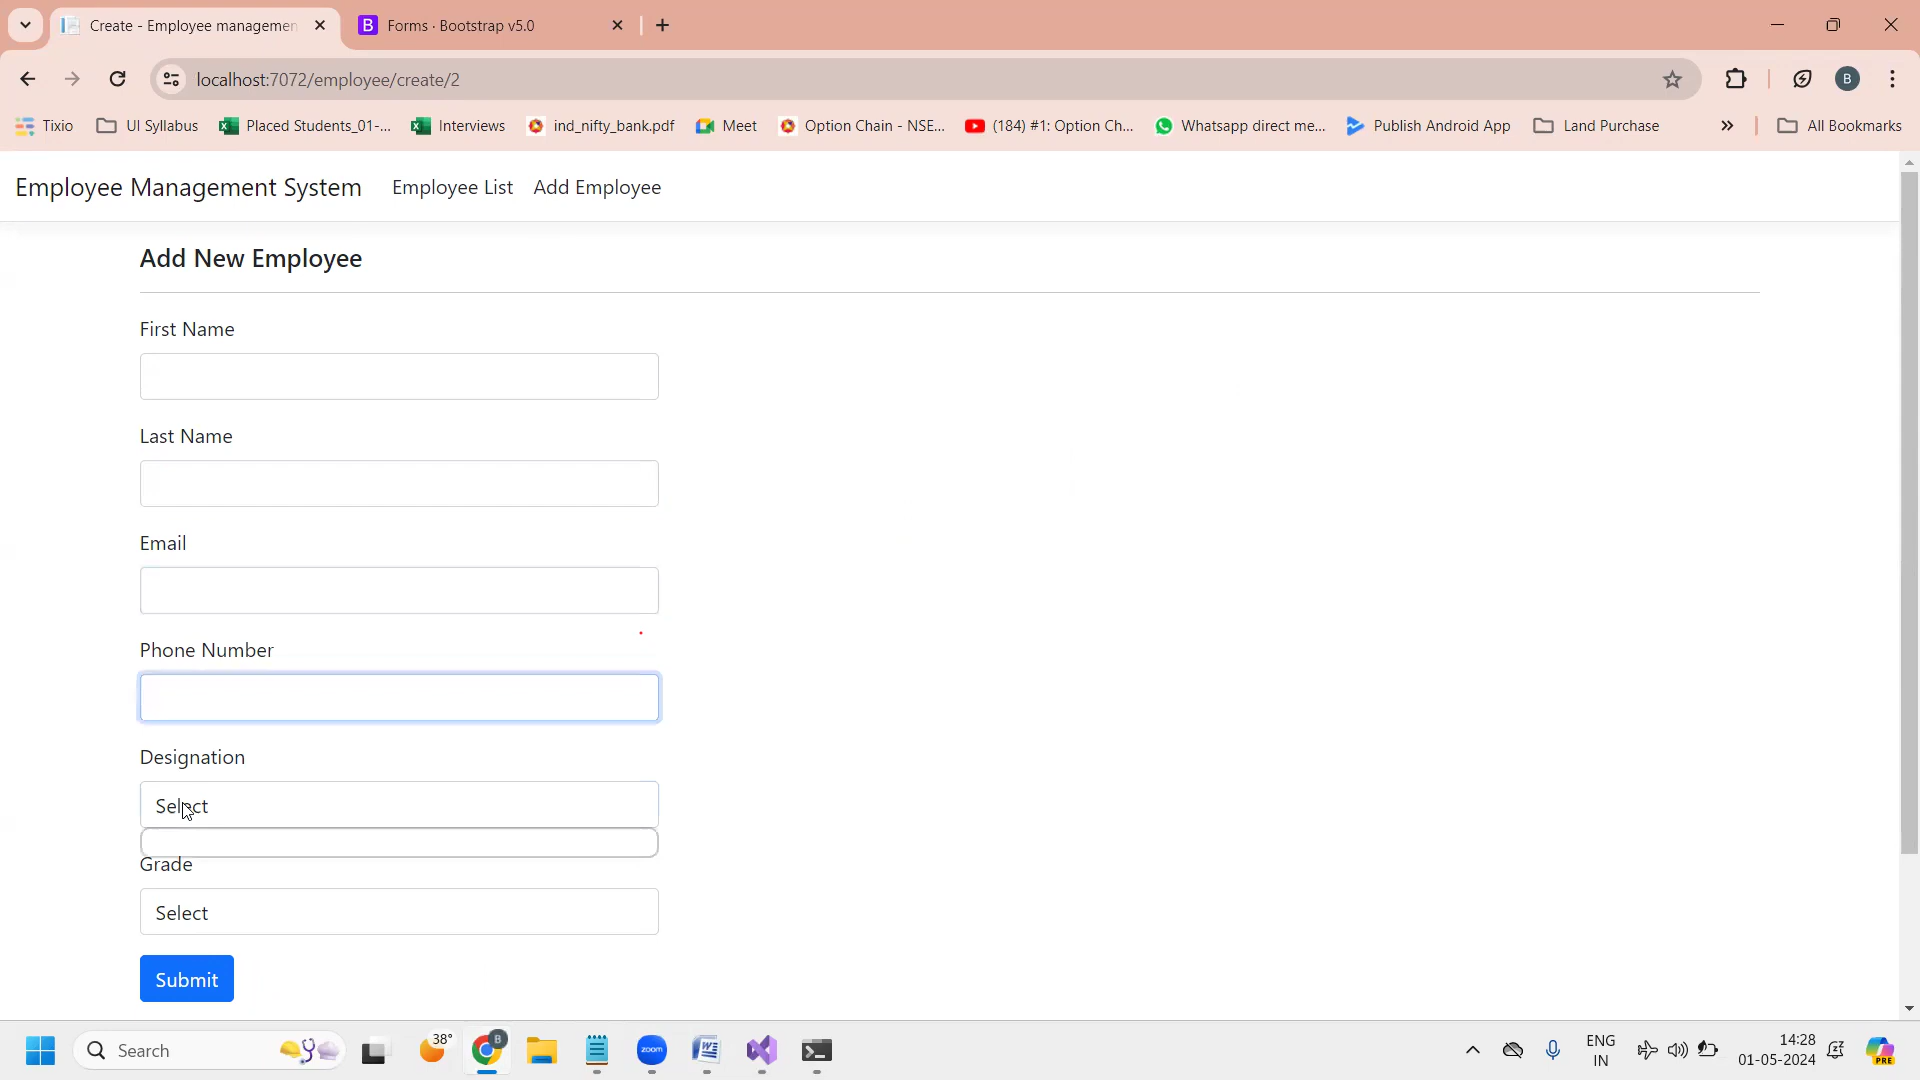 Create - Employee managemen
Forms · Bootstrap v5.0
localhost:7072/employee/create/2
B
Tixio
UI Syllabus
Placed Students_01-...
Interviews
ind_nifty_bank.pdf
Meet
Option Chain - NSE...
(184) #1: Option Ch...
Whatsapp direct me...
Publish Android App
Land Purchase
All Bookmarks
Employee Management System
Employee List
Add Employee
Add New Employee
First Name
Last Name
Email
Phone Number
Designation
Select
Grade
Select
Submit
Search
38°
B
zoom
ENG
IN
14:28
01-05-2024
PRE